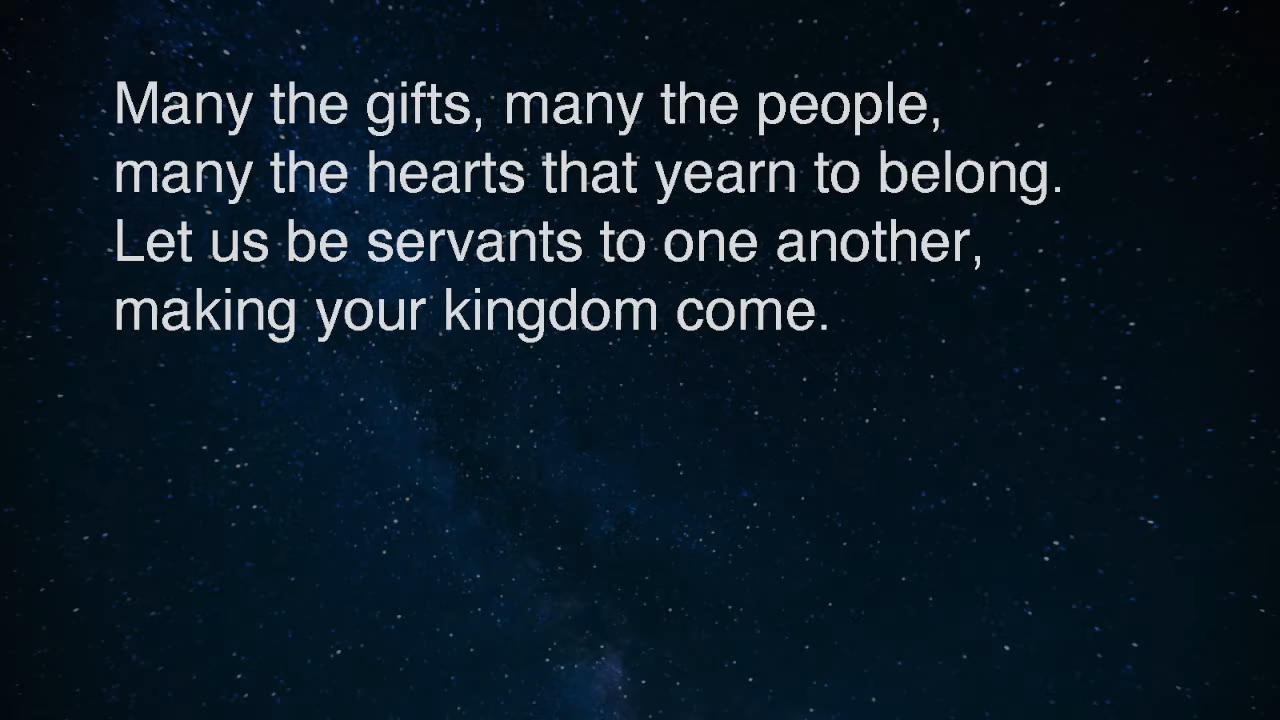 Many the gifts, many the people,
many the hearts that yearn to belong.
Let us be servants to one another,
making your kingdom come.